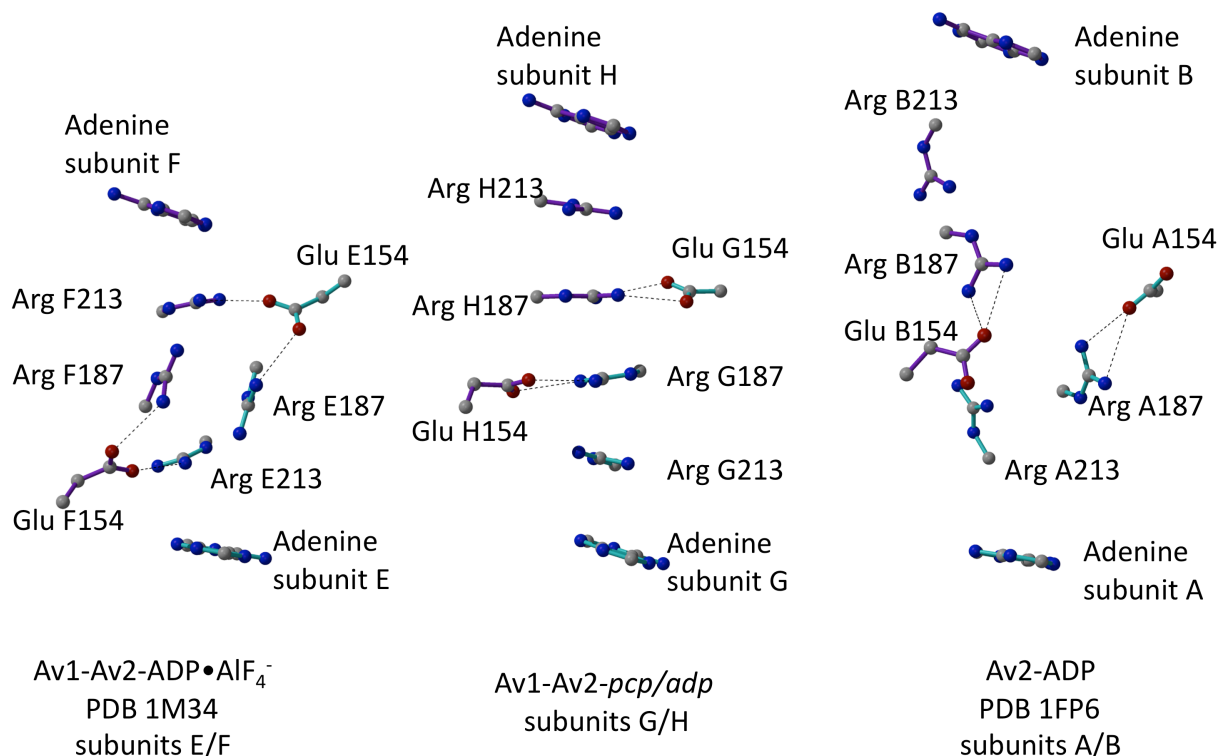 Adenine
subunit F
Glu E154
Arg F213
Arg F187
Arg E187
Arg E213
Glu F154
Adenine
subunit E
Av1-Av2-ADP•AlF4-
PDB 1M34
subunits E/F
Adenine
subunit H
Arg H213
Glu G154
Arg H187
Arg G187
Glu H154
Arg G213
Adenine
subunit G
Av1-Av2-pcp/adp
subunits G/H
Adenine
subunit B
Arg B213
Glu A154
Arg B187
Glu B154
Arg A187
Arg A213
Adenine
subunit A
Av2-ADP
PDB 1FP6
subunits A/B